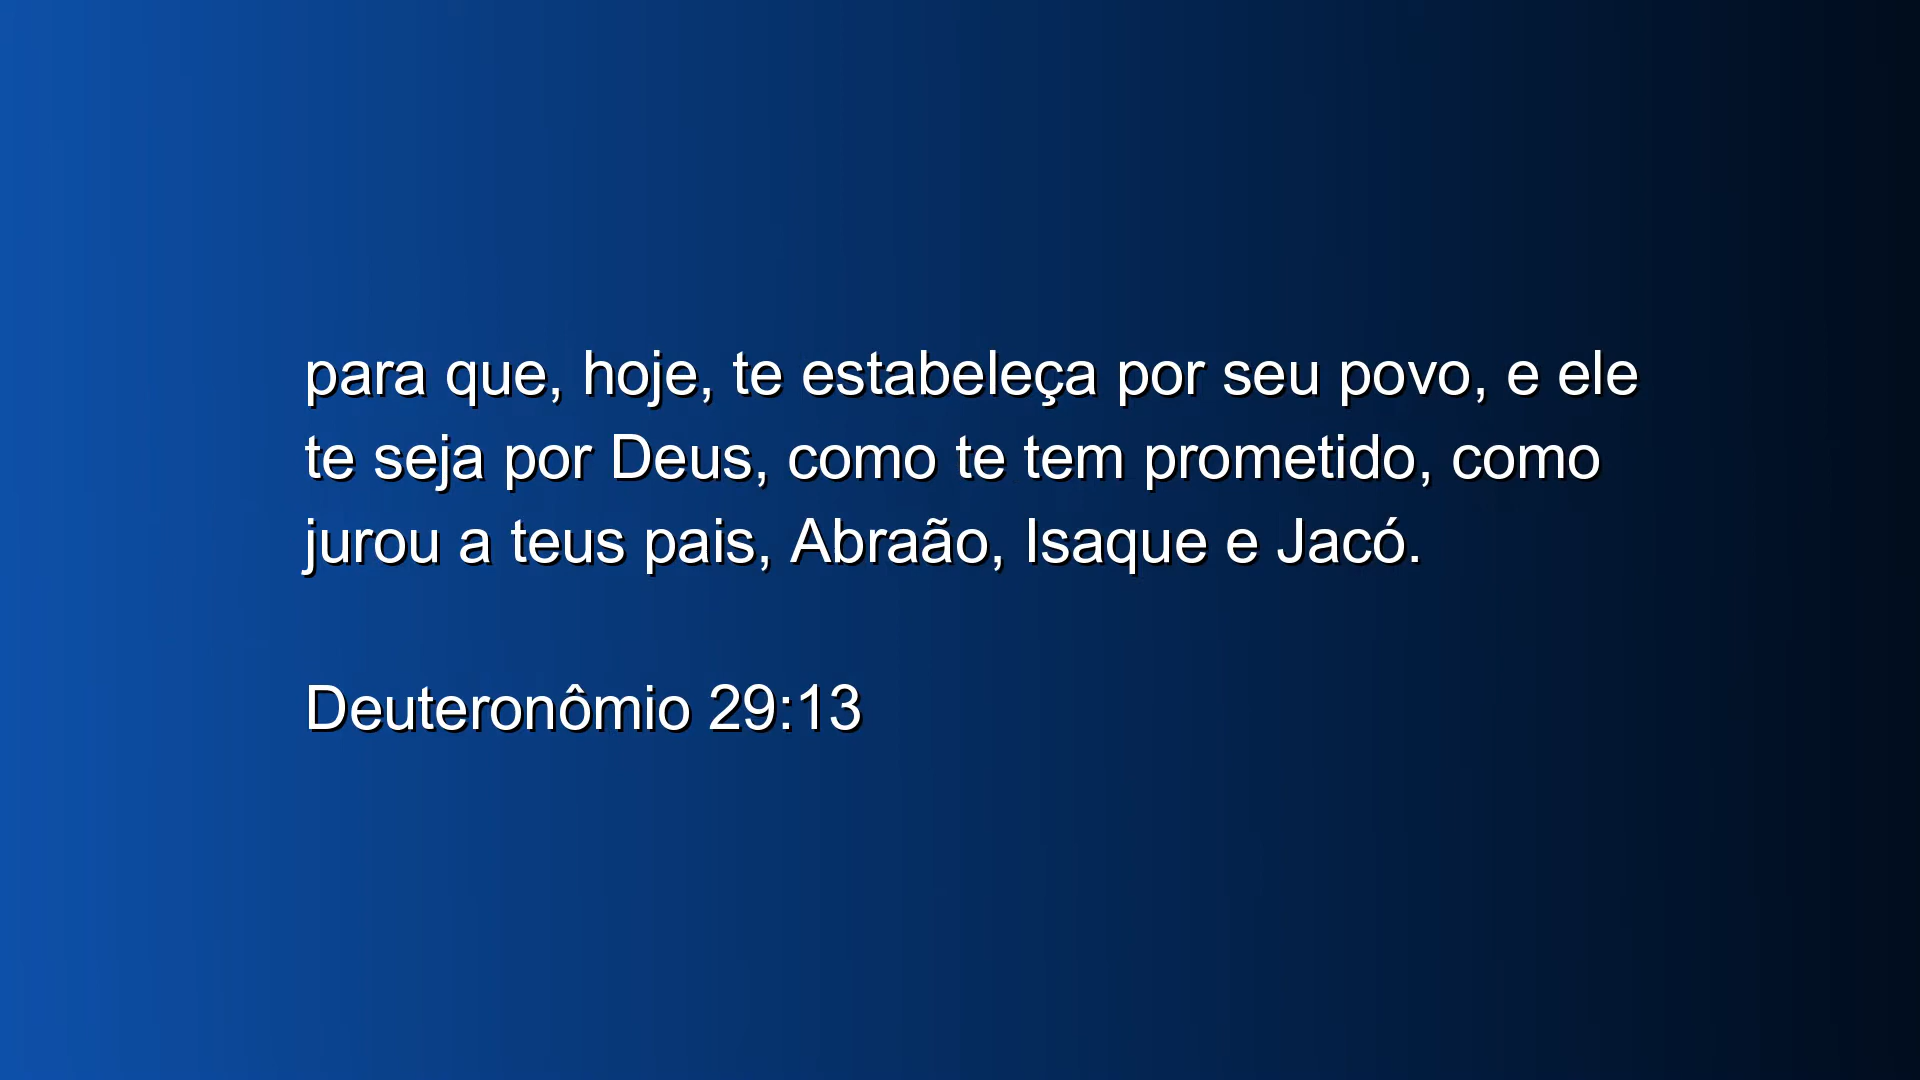 para que, hoje, te estabeleça por seu povo, e ele
te seja por Deus, como te tem prometido, como
jurou a teus pais, Abraão, Isaque e Jacó.
Deuteronômio 29:13